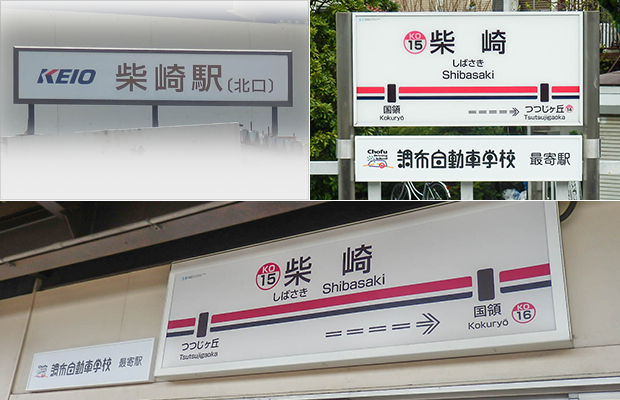 KEIO 柴崎駅(北口)
KO
15 柴崎
しばさき
Shibasaki
国領
Kokuryō
つつじヶ丘
Tsutsujigaoka
Chofu
調布自動車学校 最寄駅
KO
15 柴崎
しばさき Shibasaki
つつじヶ丘
Tsutsujigaoka
国領
Kokuryō
KO
16
調布自動車学校 最寄駅